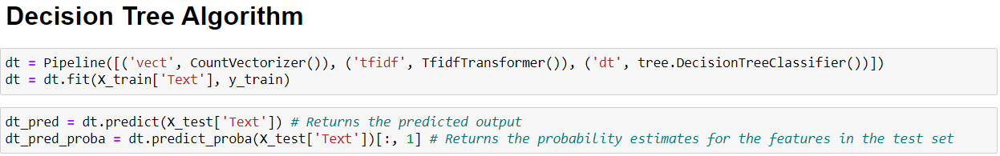 Decision Tree Algorithm
dt = Pipeline([('vect', CountVectorizer()), ('tfidf', TfidfTransformer()), ('dt', tree.DecisionTreeClassifier())])
dt = dt.fit(X_train['Text'], y_train)
dt_pred = dt.predict(X_test['Text']) # Returns the predicted output
dt_pred_proba = dt.predict_proba(X_test['Text'])[:, 1] # Returns the probability estimates for the features in the test set